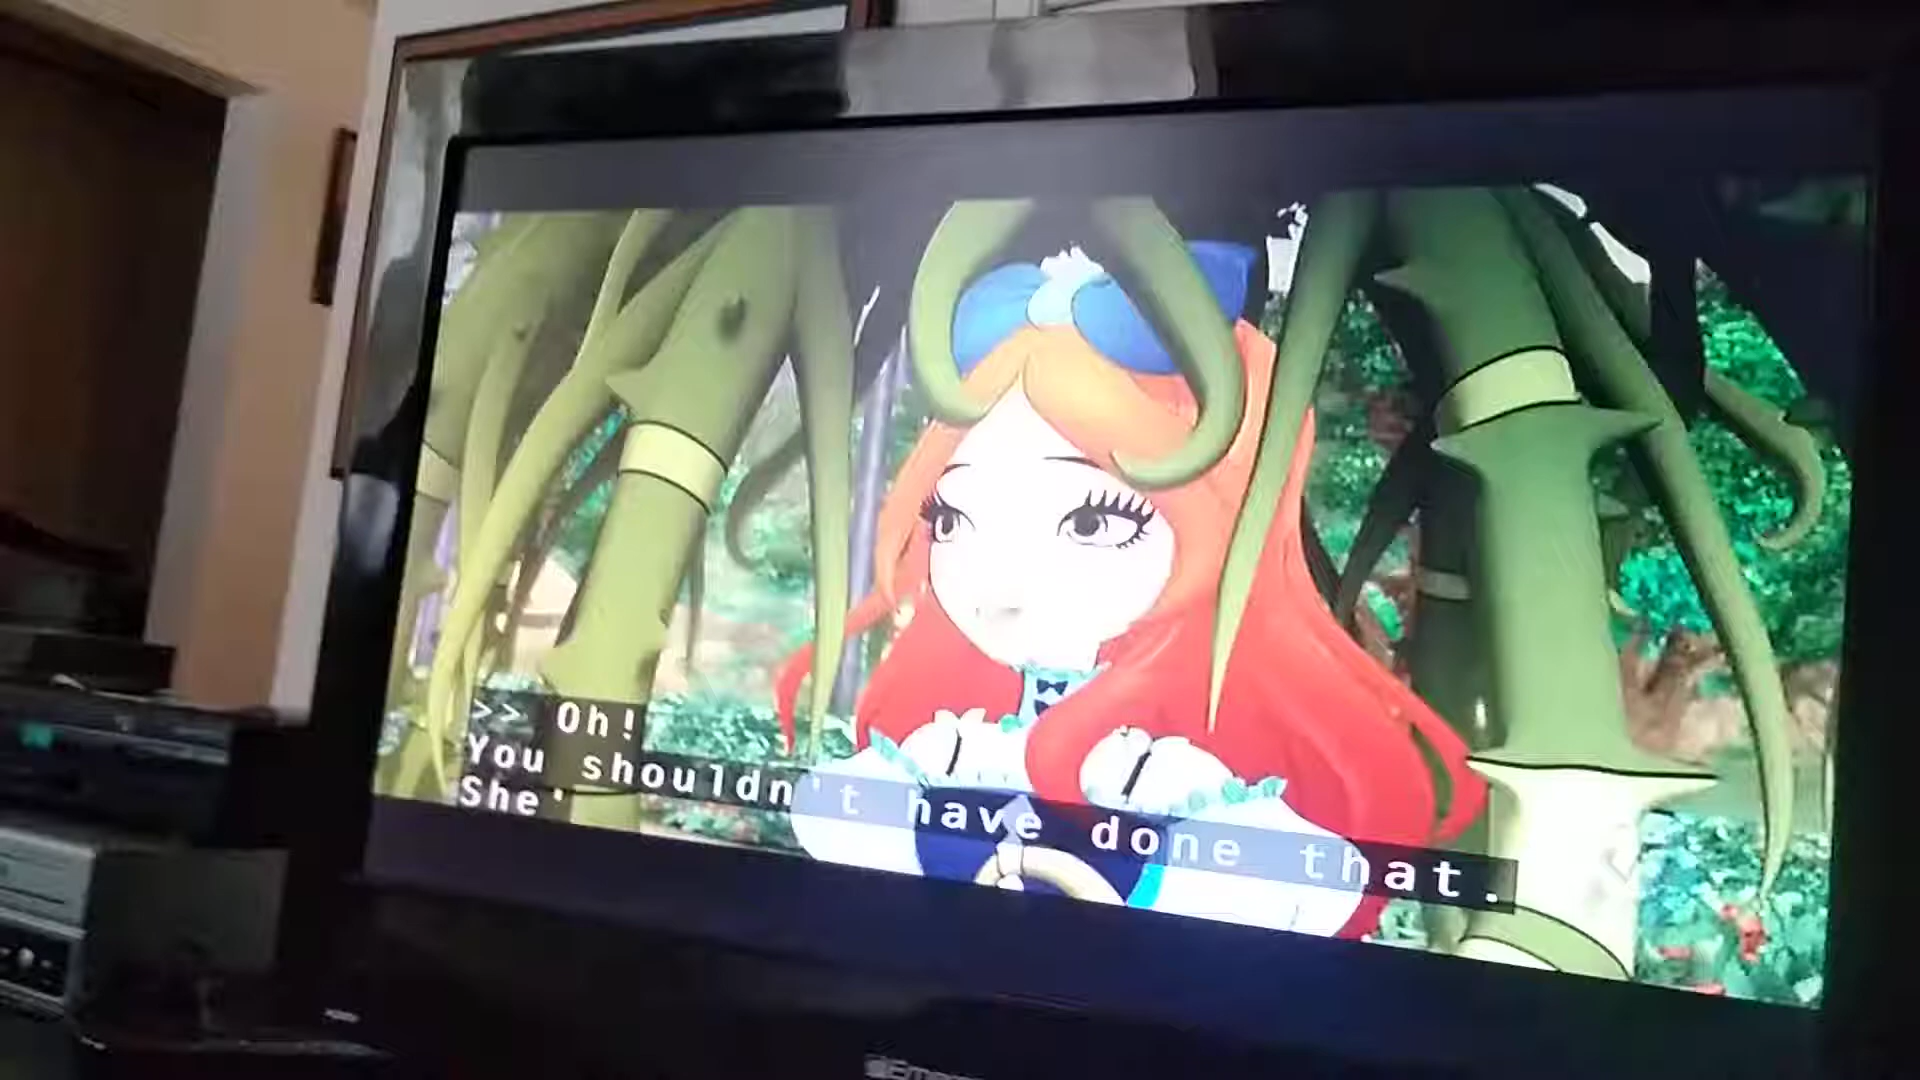 >> Oh!
You shouldn't have done that.
She'